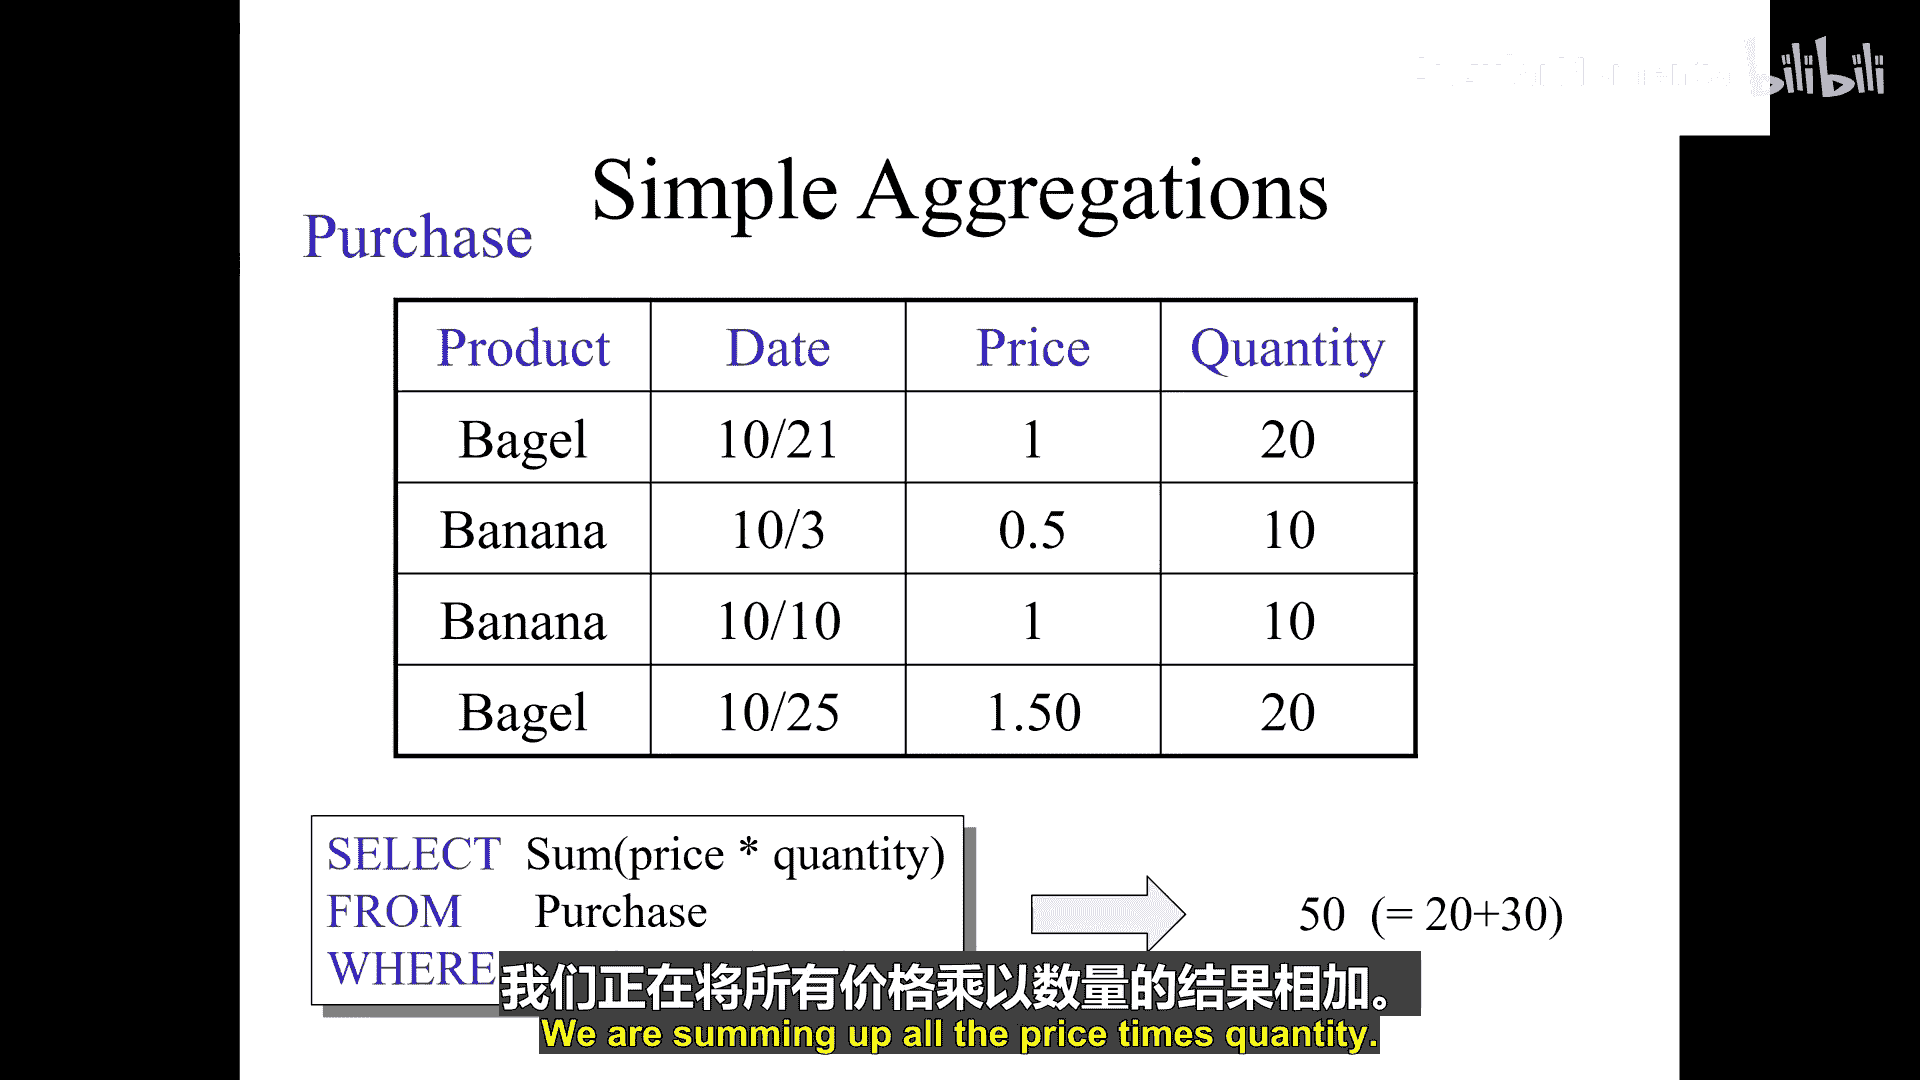 bilibili
Simple Aggregations
Purchase
Product Date Price Quantity
Bagel 10/21 1 20
Banana 10/3 0.5 10
Banana 10/10 1 10
Bagel 10/25 1.50 20
SELECT Sum(price * quantity)
FROM Purchase
WHERE
50 (= 20+30)
我们正在将所有价格乘以数量的结果相加。
We are summing up all the price times quantity.